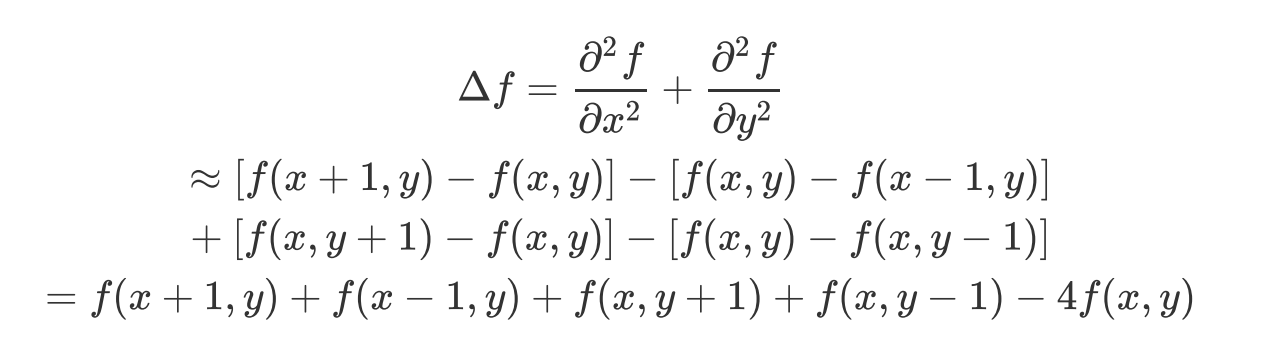 Δf = ∂²f/∂x² + ∂²f/∂y²
≈ [f(x + 1, y) − f(x, y)] − [f(x, y) − f(x − 1, y)]
+ [f(x, y + 1) − f(x, y)] − [f(x, y) − f(x, y − 1)]
= f(x + 1, y) + f(x − 1, y) + f(x, y + 1) + f(x, y − 1) − 4f(x, y)